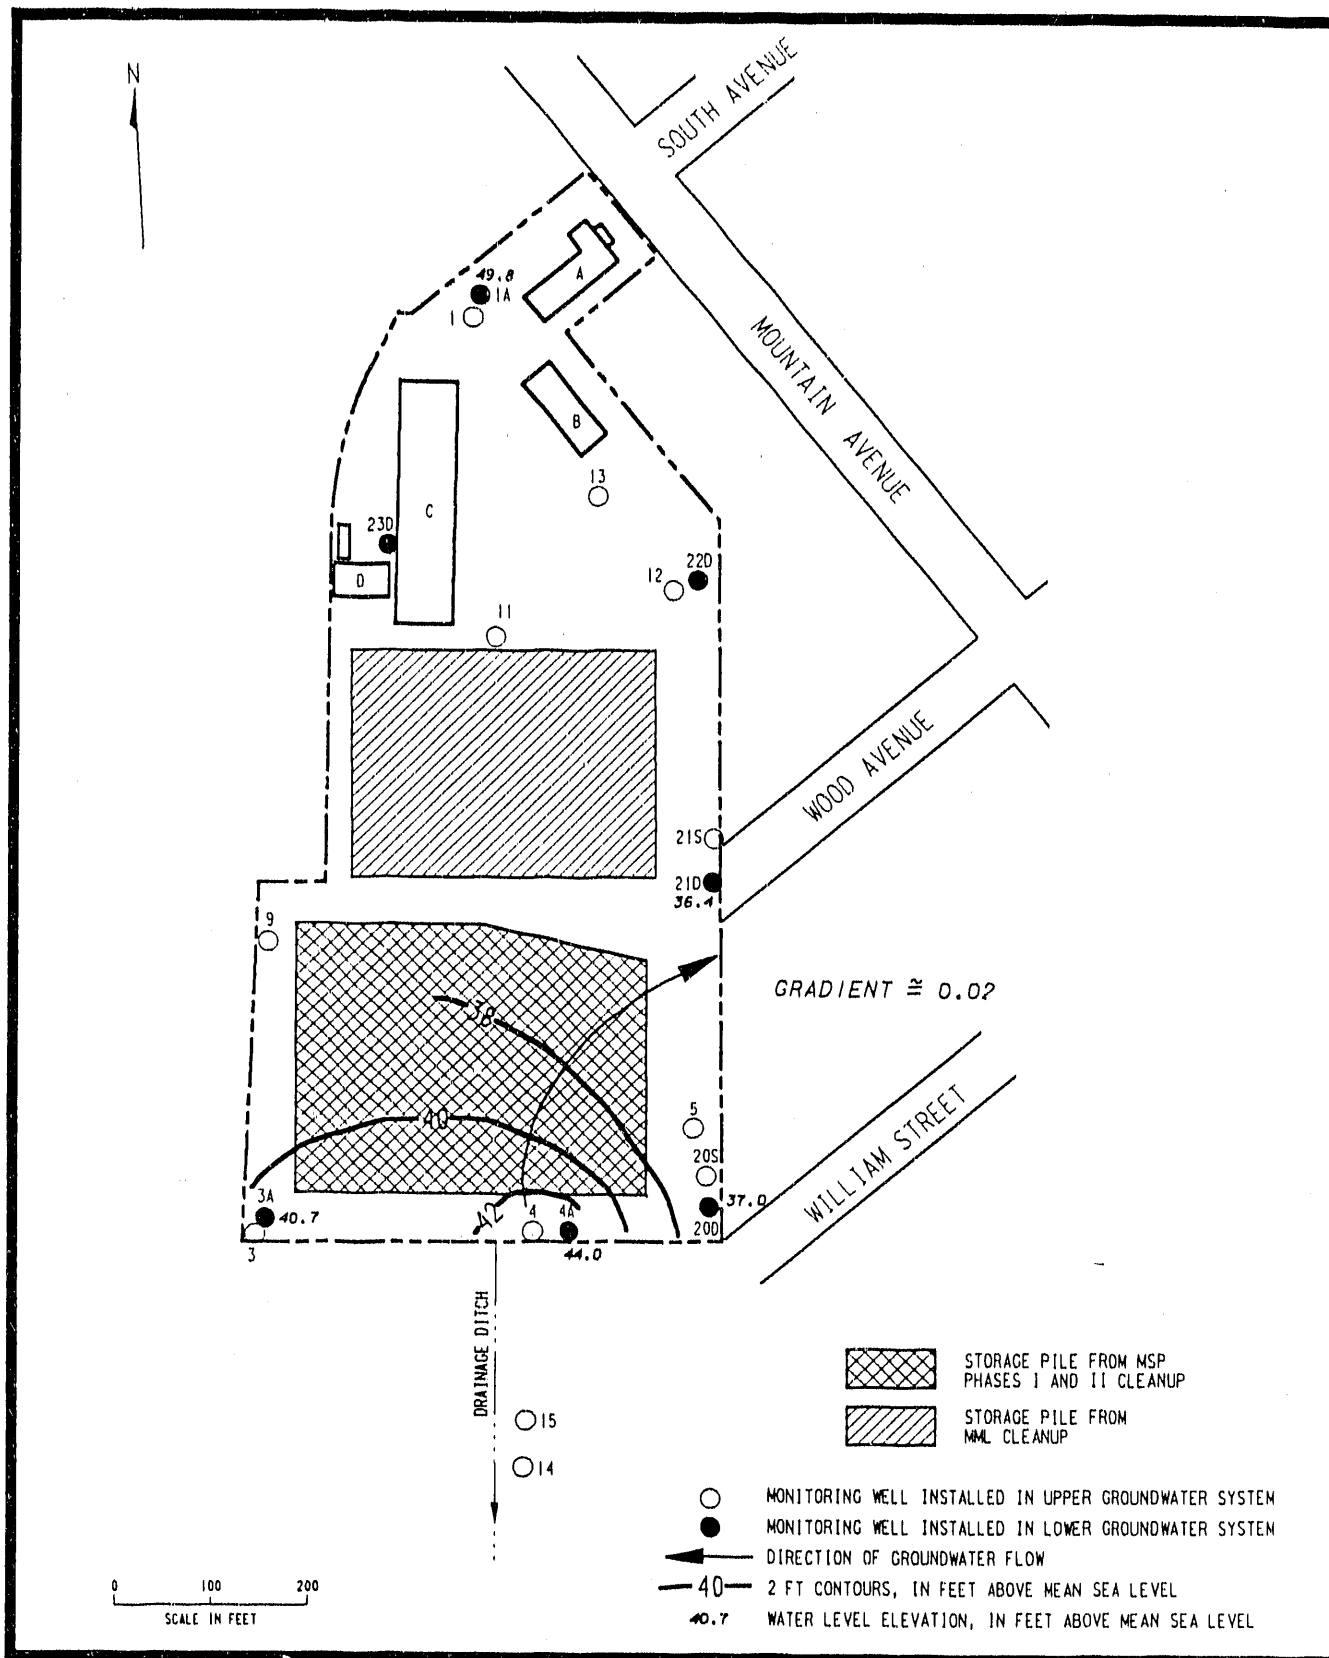 N
SOUTH AVENUE
49.8
1A
1
A
MOUNTAIN AVENUE
B
13
C
23D
22D
12
D
11
WOOD AVENUE
21S
21D
36.4
9
GRADIENT ≅ 0.02
38
40
5
20S
WILLIAM STREET
3A
40.7
42
4
4A
37.0
20D
3
44.0
DRAINAGE DITCH
STORAGE PILE FROM MSP
PHASES I AND II CLEANUP
15
STORAGE PILE FROM
MML CLEANUP
14
MONITORING WELL INSTALLED IN UPPER GROUNDWATER SYSTEM
MONITORING WELL INSTALLED IN LOWER GROUNDWATER SYSTEM
DIRECTION OF GROUNDWATER FLOW
40 2 FT CONTOURS, IN FEET ABOVE MEAN SEA LEVEL
40.7 WATER LEVEL ELEVATION, IN FEET ABOVE MEAN SEA LEVEL
0 100 200
SCALE IN FEET